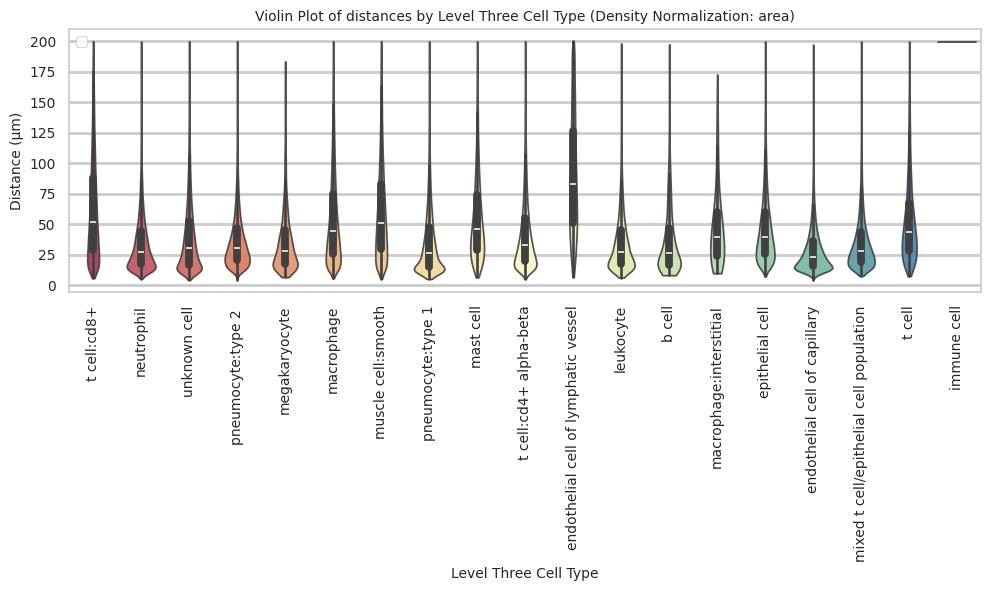 Violin Plot of distances by Level Three Cell Type (Density Normalization: area)
Distance (μm)
200
175
150
125
100
75
50
25
0
t cell:cd8+
neutrophil
unknown cell
pneumocyte:type 2
megakaryocyte
macrophage
muscle cell:smooth
pneumocyte:type 1
mast cell
t cell:cd4+ alpha-beta
endothelial cell of lymphatic vessel
leukocyte
b cell
macrophage:interstitial
epithelial cell
endothelial cell of capillary
mixed t cell/epithelial cell population
t cell
immune cell
Level Three Cell Type